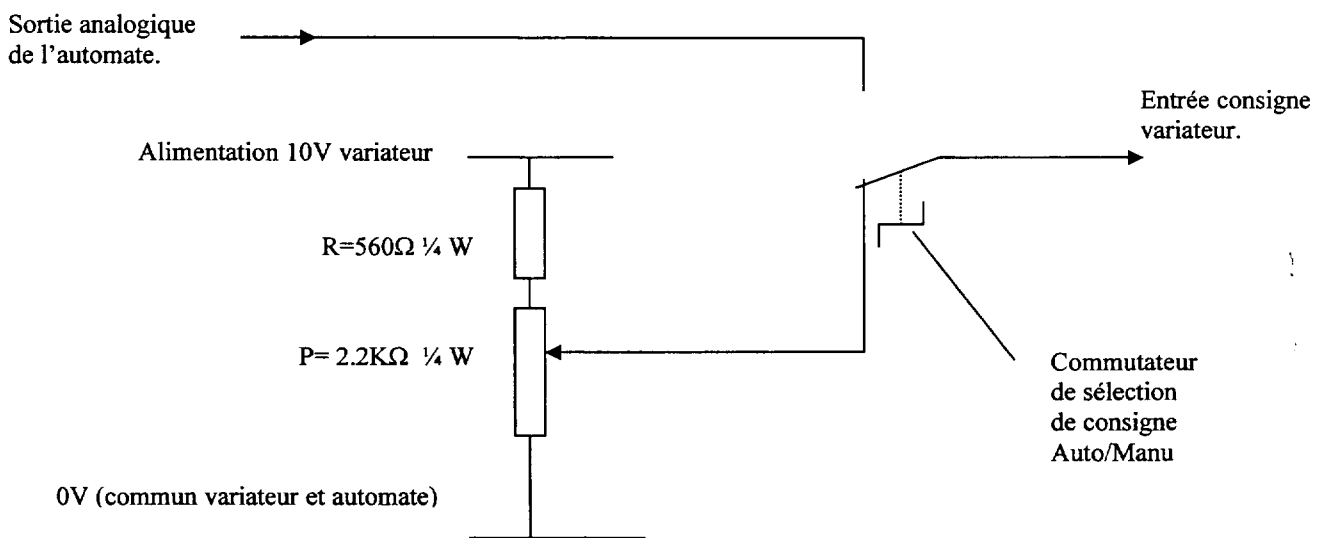 Sortie analogique
de l'automate.
Entrée consigne
variateur.
Alimentation 10V variateur
R=560Ω ¼ W
P= 2.2KΩ ¼ W
Commutateur
de sélection
de consigne
Auto/Manu
0V (commun variateur et automate)